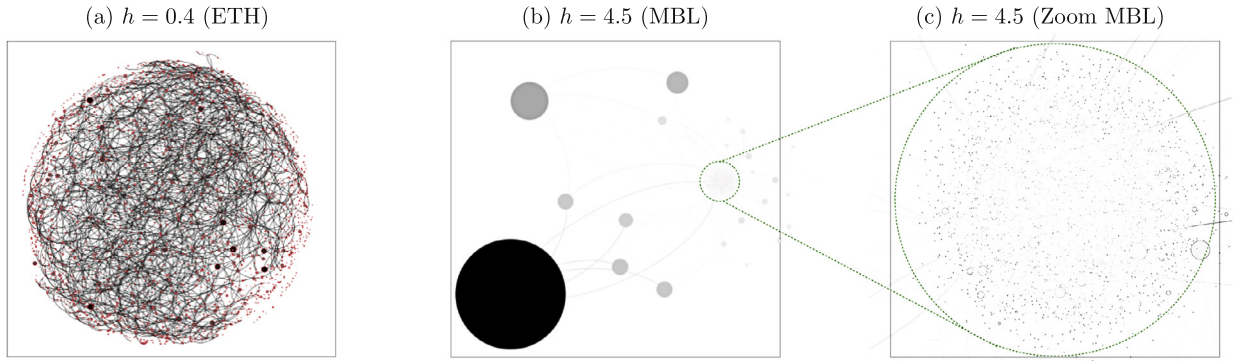 (a) h = 0.4 (ETH)
(b) h = 4.5 (MBL)
(c) h = 4.5 (Zoom MBL)